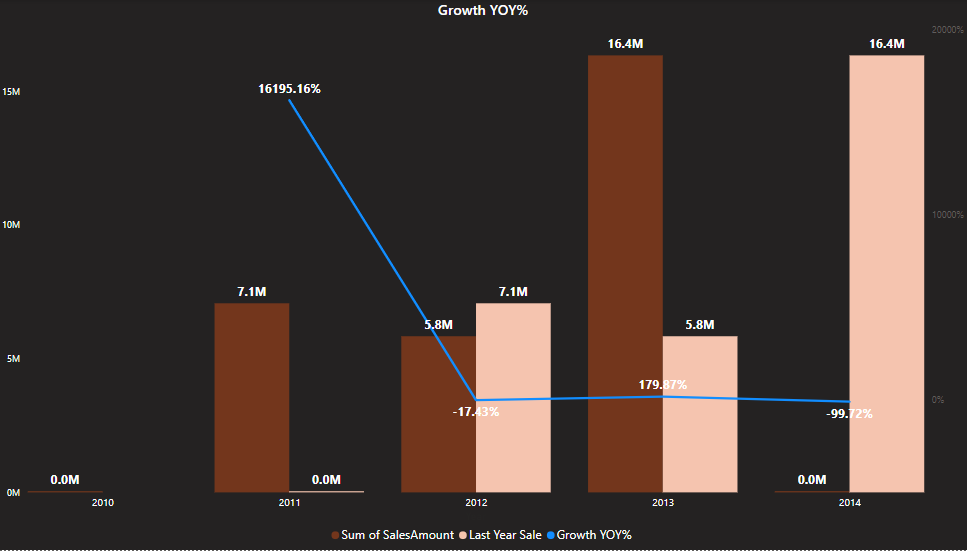 Growth YOY%
20000%
16.4M
16.4M
15M
16195.16%
10M
10000%
7.1M
7.1M
5.8M
5.8M
5M
179.87%
0%
-17.43%
-99.72%
0.0M
0.0M
0.0M
0M
2010
2011
2012
2013
2014
Sum of SalesAmount
Last Year Sale
Growth YOY%